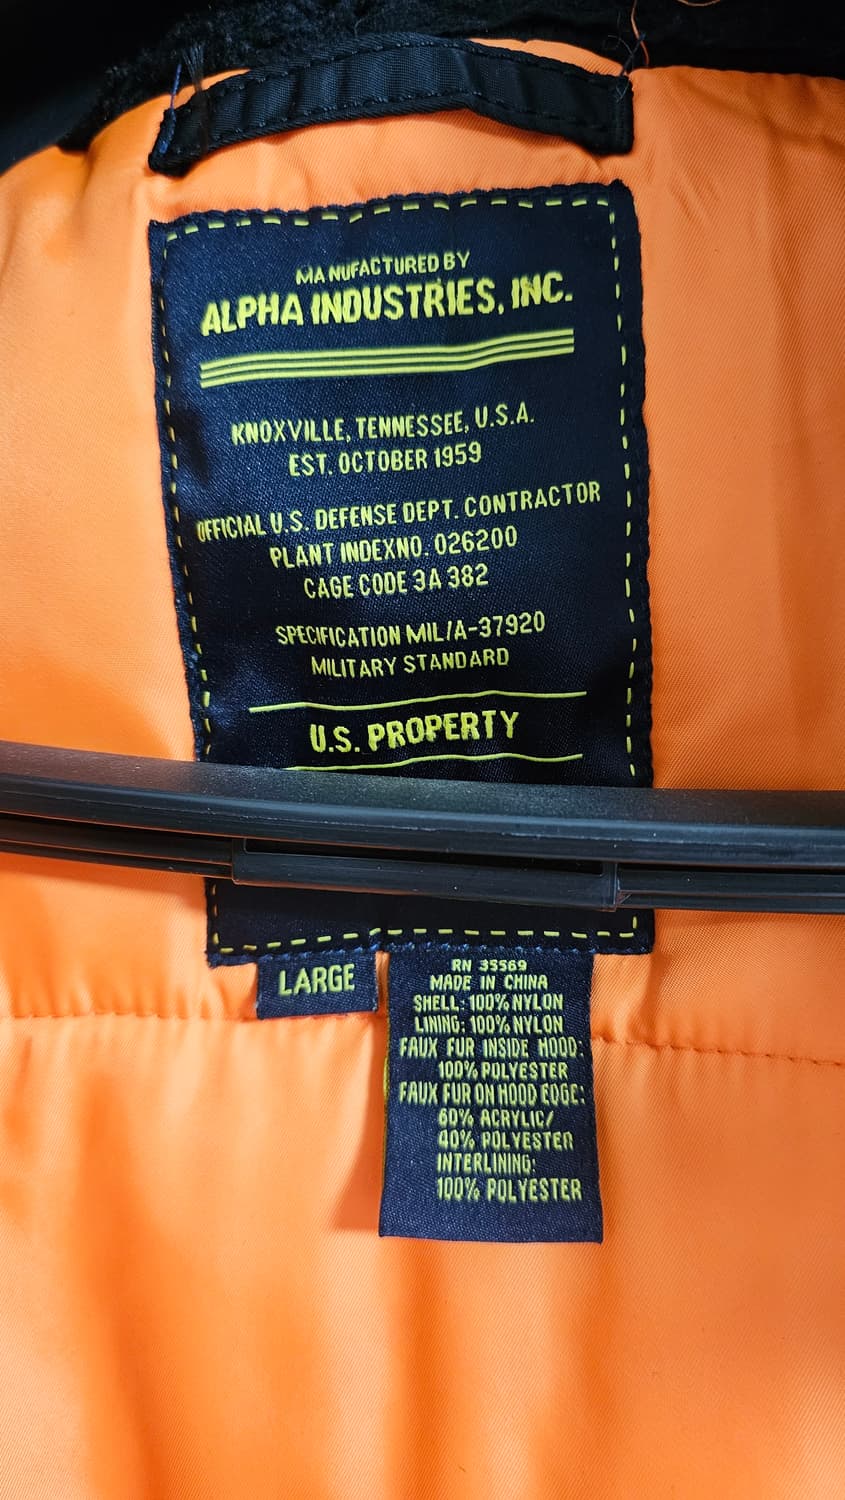 MANUFACTURED BY
ALPHA INDUSTRIES, INC.
KNOXVILLE, TENNESSEE, U.S.A.
EST. OCTOBER 1959
OFFICIAL U.S. DEFENSE DEPT. CONTRACTOR
PLANT INDEXNO. 026200
CAGE CODE 3A 382
SPECIFICATION MIL/A-37920
MILITARY STANDARD
U.S. PROPERTY
LARGE
RN 35569
MADE IN CHINA
SHELL: 100% NYLON
LINING: 100% NYLON
FAUX FUR INSIDE HOOD:
100% POLYESTER
FAUX FUR ON HOOD EDGE:
60% ACRYLIC/
40% POLYESTER
INTERLINING:
100% POLYESTER